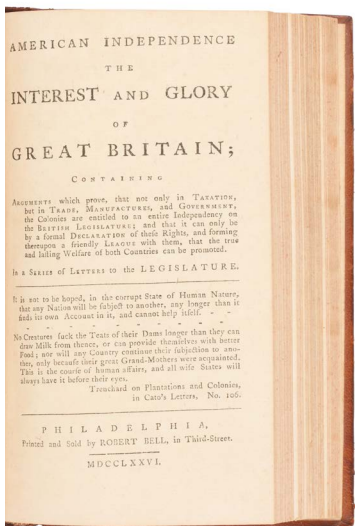 AMERICAN INDEPENDENCE
THE
INTEREST AND GLORY
OF
GREAT BRITAIN;
CONTAINING
ARGUMENTS which prove, that not only in TAXATION,
but in TRADE, MANUFACTURES, and GOVERNMENT,
the Colonies are entitled to an entire Independency on
the BRITISH LEGISLATURE; and that it can only be
by a formal DECLARATION of these Rights, and forming
thereupon a friendly LEAGUE with them, that the true
and lasting Welfare of both Countries can be promoted.
In a SERIES of LETTERS to the LEGISLATURE.
It is not to be hoped, in the corrupt State of Human Nature,
that any Nation will be subject to another, any longer than it
finds its own Account in it, and cannot help itself. - -
- - - - - - - -
No Creatures suck the Teats of their Dams longer than they can
draw Milk from thence, or can provide themselves with better
Food; nor will any Country continue their subjection to ano-
ther, only because their great Grand-Mothers were acquainted.
This is the course of human affairs, and all wise States will
always have it before their eyes.
Trenchard on Plantations and Colonies,
in Cato's Letters, No. 106.
PHILADELPHIA,
Printed and Sold by ROBERT BELL, in Third-Street.
MDCCLXXVI.